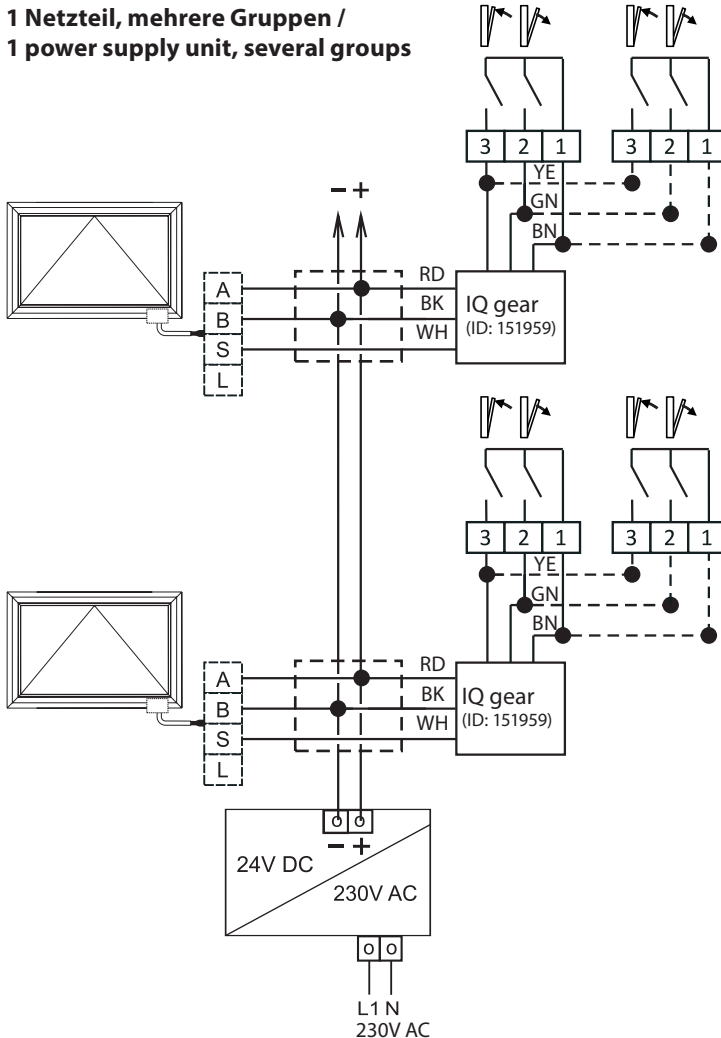 1 Netzteil, mehrere Gruppen /
1 power supply unit, several groups
3 2 1
3 2 1
YE
GN
BN
− +
A
B
S
L
RD
BK
WH
IQ gear
(ID: 151959)
3 2 1
3 2 1
YE
GN
BN
A
B
S
L
RD
BK
WH
IQ gear
(ID: 151959)
− +
24V DC
230V AC
L1 N
230V AC